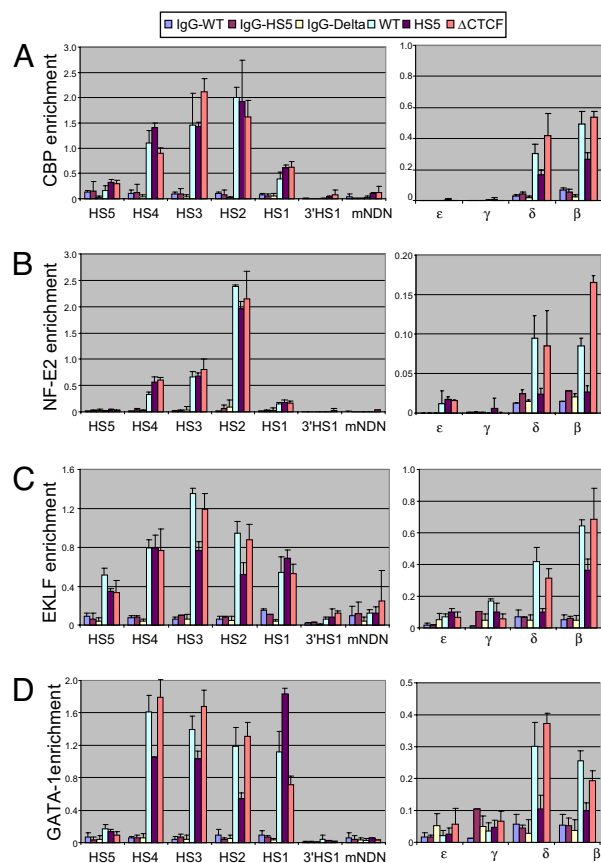 IgG-WT IgG-HS5 IgG-Delta WT HS5 ΔCTCF
A
CBP enrichment
3.0
2.5
2.0
1.5
1.0
0.5
0
HS5 HS4 HS3 HS2 HS1 3'HS1 mNDN
1.0
0.8
0.6
0.4
0.2
0
ε γ δ β
B
NF-E2 enrichment
3.0
2.5
2.0
1.5
1.0
0.5
0
HS5 HS4 HS3 HS2 HS1 3'HS1 mNDN
0.20
0.15
0.10
0.05
0
ε γ δ β
C
EKLF enrichment
1.6
1.2
0.8
0.4
0
HS5 HS4 HS3 HS2 HS1 3'HS1 mNDN
1.0
0.8
0.6
0.4
0.2
0
ε γ δ β
D
GATA-1enrichment
2.0
1.6
1.2
0.8
0.4
0
HS5 HS4 HS3 HS2 HS1 3'HS1 mNDN
0.5
0.4
0.3
0.2
0.1
0
ε γ δ β